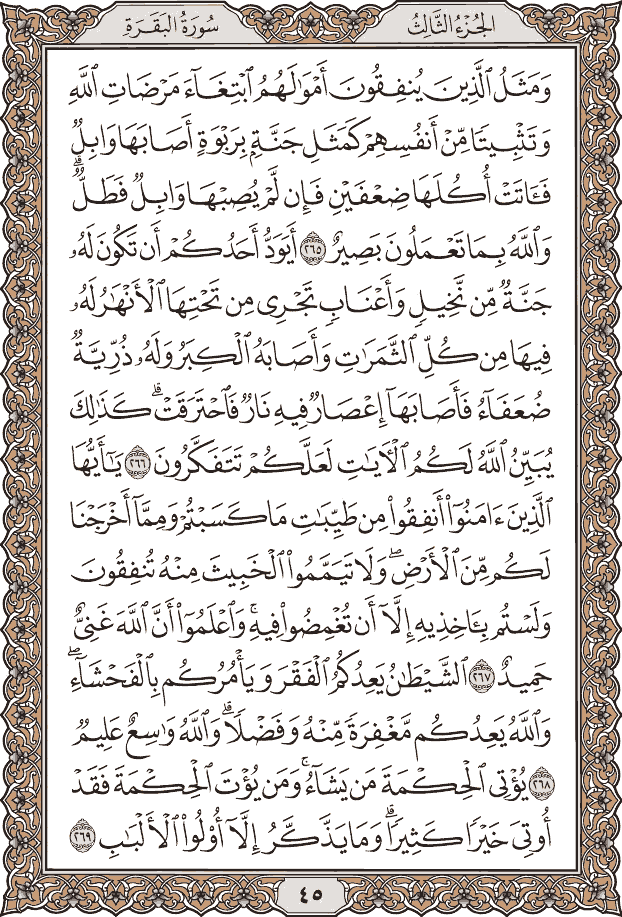 الجُزْءُ الثَّالِثُ
سُورَةُ البَقَرَةِ
وَمَثَلُ ٱلَّذِينَ يُنفِقُونَ أَمْوَٰلَهُمُ ٱبْتِغَآءَ مَرْضَاتِ ٱللَّهِ
وَتَثْبِيتًا مِّنْ أَنفُسِهِمْ كَمَثَلِ جَنَّةٍۭ بِرَبْوَةٍ أَصَابَهَا وَابِلٌ
فَـَٔاتَتْ أُكُلَهَا ضِعْفَيْنِ فَإِن لَّمْ يُصِبْهَا وَابِلٌ فَطَلٌّۗ
وَٱللَّهُ بِمَا تَعْمَلُونَ بَصِيرٌ ٢٦٥ أَيَوَدُّ أَحَدُكُمْ أَن تَكُونَ لَهُۥ
جَنَّةٌ مِّن نَّخِيلٍ وَأَعْنَابٍ تَجْرِى مِن تَحْتِهَا ٱلْأَنْهَٰرُ لَهُۥ
فِيهَا مِن كُلِّ ٱلثَّمَرَٰتِ وَأَصَابَهُ ٱلْكِبَرُ وَلَهُۥ ذُرِّيَّةٌ
ضُعَفَآءُ فَأَصَابَهَآ إِعْصَارٌ فِيهِ نَارٌ فَٱحْتَرَقَتْۗ كَذَٰلِكَ
يُبَيِّنُ ٱللَّهُ لَكُمُ ٱلْـَٔايَٰتِ لَعَلَّكُمْ تَتَفَكَّرُونَ ٢٦٦ يَٰٓأَيُّهَا
ٱلَّذِينَ ءَامَنُوٓا۟ أَنفِقُوا۟ مِن طَيِّبَٰتِ مَا كَسَبْتُمْ وَمِمَّآ أَخْرَجْنَا
لَكُم مِّنَ ٱلْأَرْضِۖ وَلَا تَيَمَّمُوا۟ ٱلْخَبِيثَ مِنْهُ تُنفِقُونَ
وَلَسْتُم بِـَٔاخِذِيهِ إِلَّآ أَن تُغْمِضُوا۟ فِيهِۚ وَٱعْلَمُوٓا۟ أَنَّ ٱللَّهَ غَنِىٌّ
حَمِيدٌ ٢٦٧ ٱلشَّيْطَٰنُ يَعِدُكُمُ ٱلْفَقْرَ وَيَأْمُرُكُم بِٱلْفَحْشَآءِۖ
وَٱللَّهُ يَعِدُكُم مَّغْفِرَةً مِّنْهُ وَفَضْلًاۗ وَٱللَّهُ وَٰسِعٌ عَلِيمٌ
٢٦٨ يُؤْتِى ٱلْحِكْمَةَ مَن يَشَآءُۚ وَمَن يُؤْتَ ٱلْحِكْمَةَ فَقَدْ
أُوتِىَ خَيْرًا كَثِيرًاۗ وَمَا يَذَّكَّرُ إِلَّآ أُو۟لُوا۟ ٱلْأَلْبَٰبِ ٢٦٩
٤٥